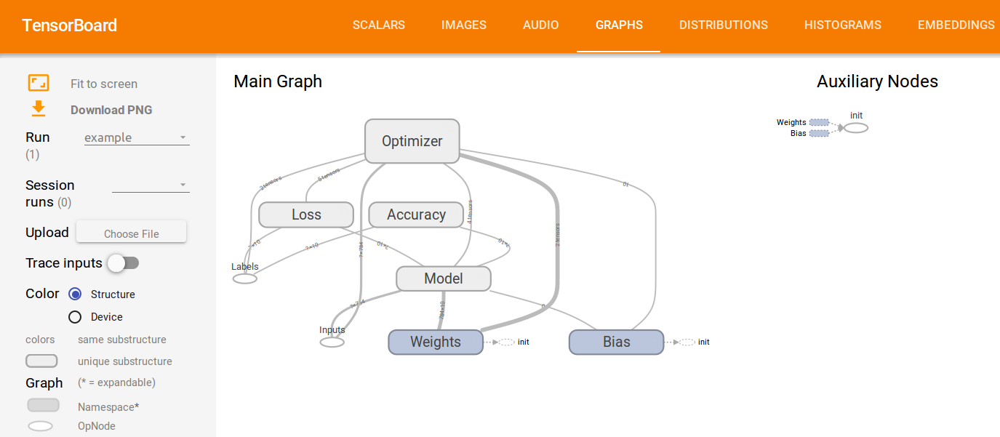 TensorBoard
SCALARS IMAGES AUDIO GRAPHS DISTRIBUTIONS HISTOGRAMS EMBEDDINGS
Fit to screen
Download PNG
Run
(1)
example
Session
runs (0)
Upload Choose File
Trace inputs
Color Structure
Device
colors same substructure
unique substructure
Graph (* = expandable)
Namespace*
OpNode
Main Graph
Optimizer
2 tensors
5 tensors
10
Loss
Accuracy
4 tensors
2 tensors
?×10
?×784
?×10
?×10
Labels
Model
784×10
Inputs
Weights
init
Bias
init
Auxiliary Nodes
init
Weights
Bias